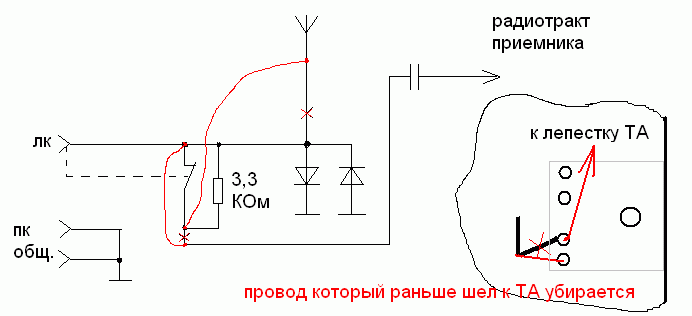 радиотракт
приемника
к лепестку ТА
лк
3,3
КОм
пк
общ.
провод который раньше шел к ТА убирается